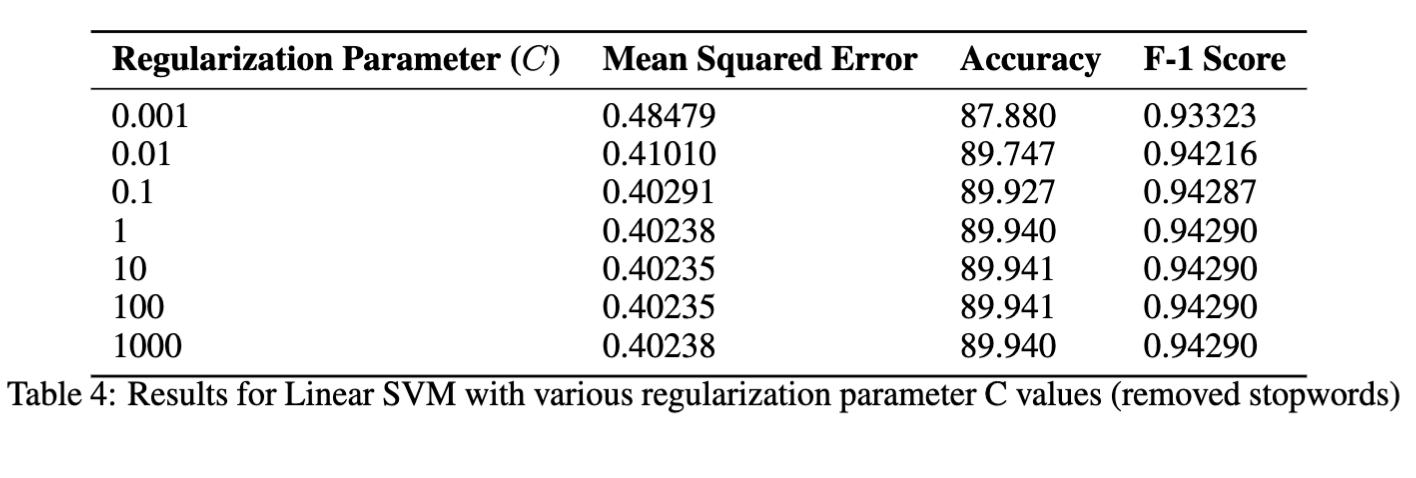 Regularization Parameter (C) Mean Squared Error Accuracy F-1 Score
0.001 0.48479 87.880 0.93323
0.01 0.41010 89.747 0.94216
0.1 0.40291 89.927 0.94287
1 0.40238 89.940 0.94290
10 0.40235 89.941 0.94290
100 0.40235 89.941 0.94290
1000 0.40238 89.940 0.94290
Table 4: Results for Linear SVM with various regularization parameter C values (removed stopwords)